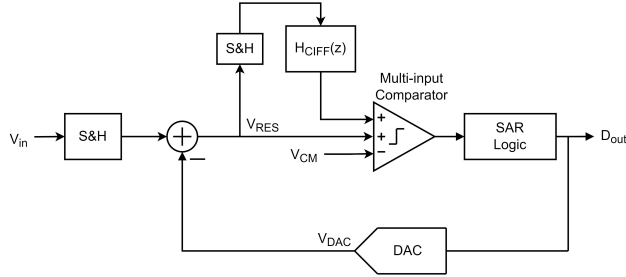 S&H
H_CIFF(z)
Multi-input
Comparator
+
V_in
S&H
+
V_RES
+
SAR
Logic
D_out
−
V_CM
−
V_DAC
DAC